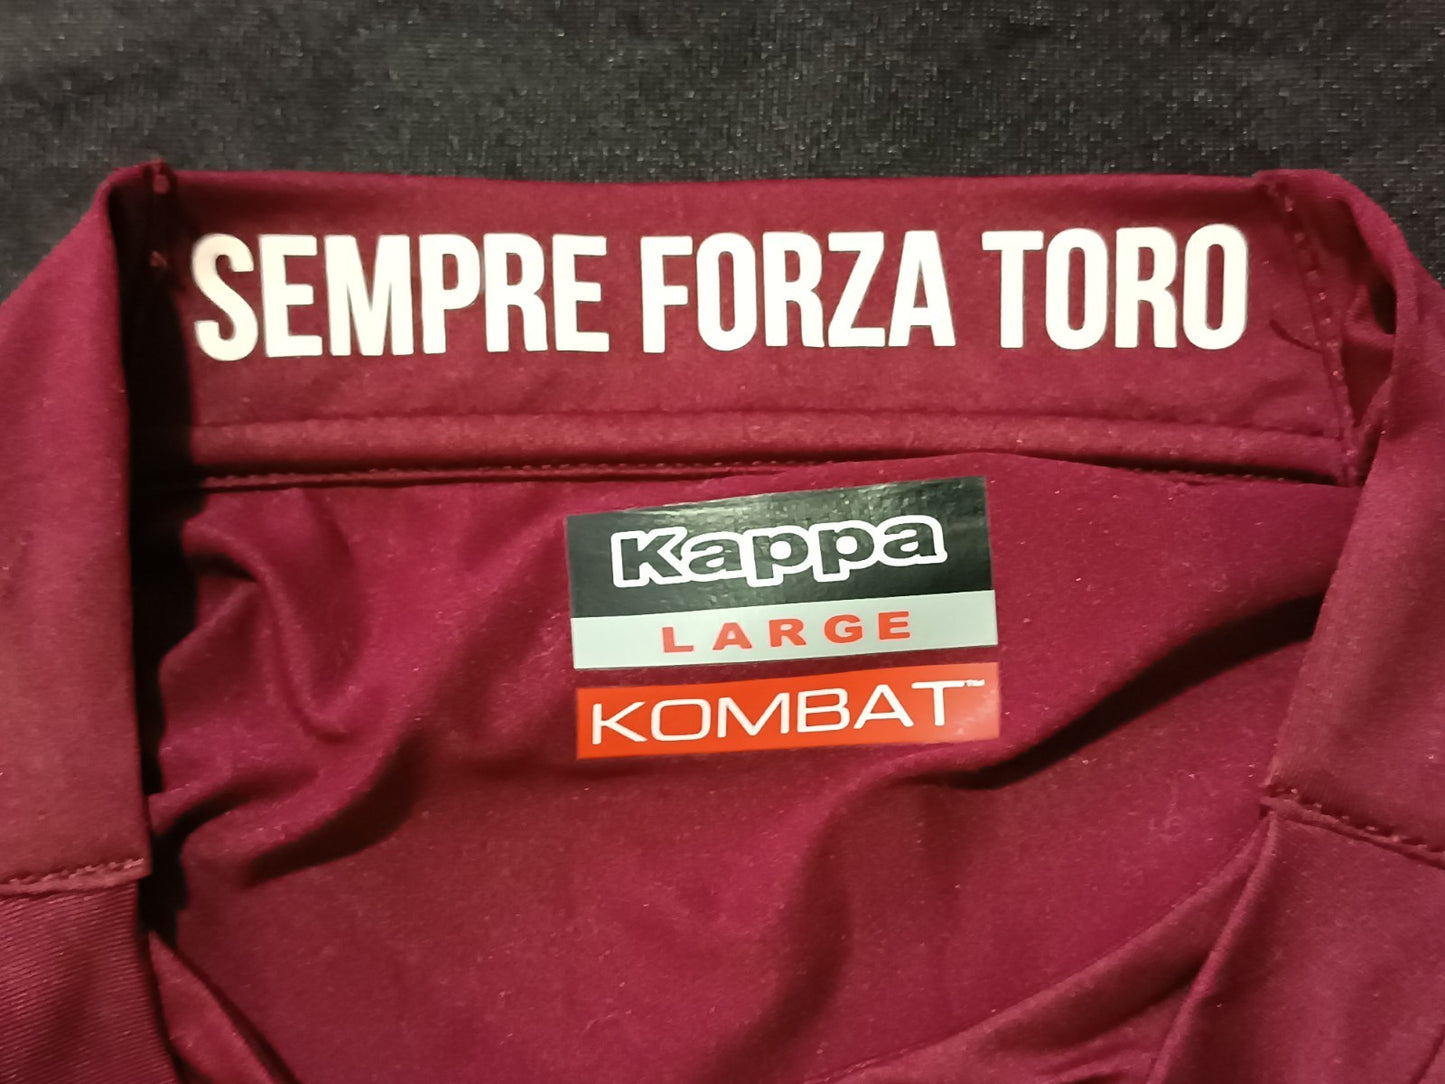 SEMPRE FORZA TORO
Kappa
LARGE
KOMBAT™